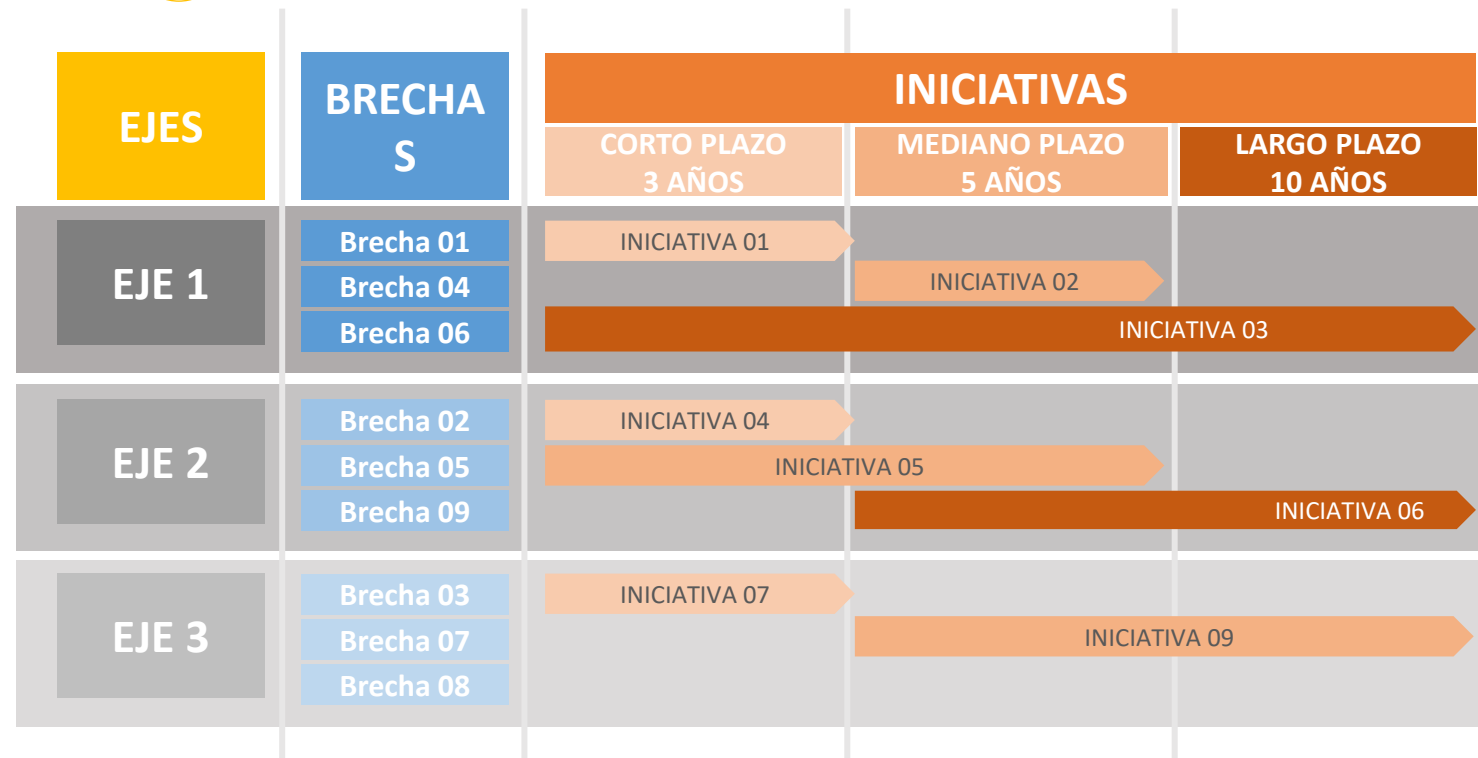 EJES
BRECHA
S
INICIATIVAS
CORTO PLAZO
3 AÑOS
MEDIANO PLAZO
5 AÑOS
LARGO PLAZO
10 AÑOS
EJE 1
Brecha 01
INICIATIVA 01
Brecha 04
INICIATIVA 02
Brecha 06
INICIATIVA 03
EJE 2
Brecha 02
INICIATIVA 04
Brecha 05
INICIATIVA 05
Brecha 09
INICIATIVA 06
EJE 3
Brecha 03
INICIATIVA 07
Brecha 07
INICIATIVA 09
Brecha 08